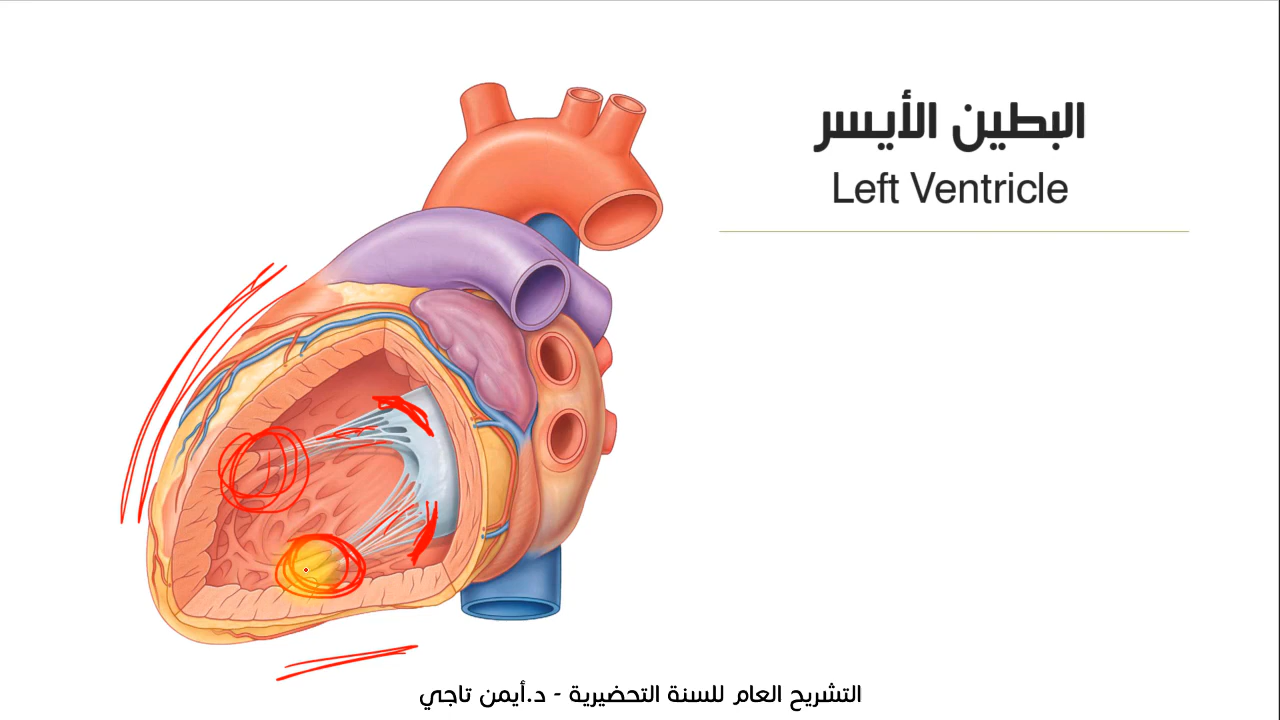 البطين الأيسر
Left Ventricle
التشريح العام للسنة التحضيرية - د.أيمن تاجي